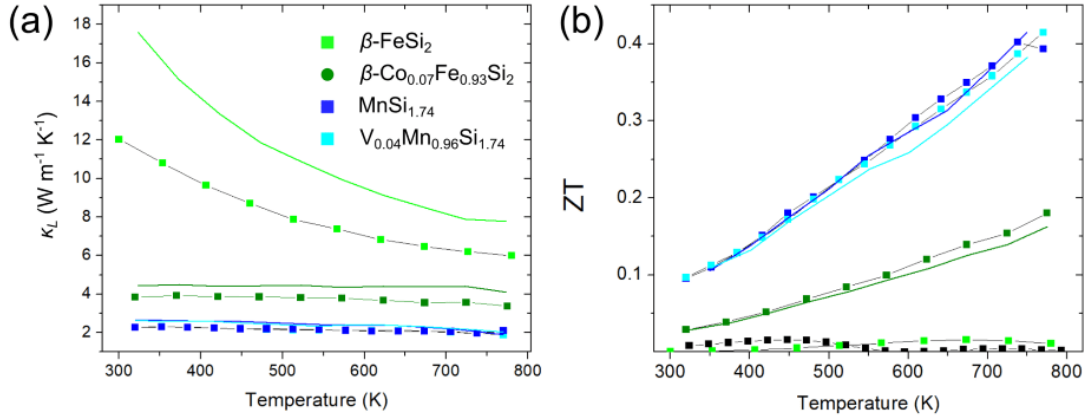 (a)
18
16
14
12
10
8
6
4
2
κL (W m-1 K-1)
β-FeSi2
β-Co0.07Fe0.93Si2
MnSi1.74
V0.04Mn0.96Si1.74
300 400 500 600 700 800
Temperature (K)
(b)
0.4
0.3
0.2
0.1
ZT
300 400 500 600 700 800
Temperature (K)